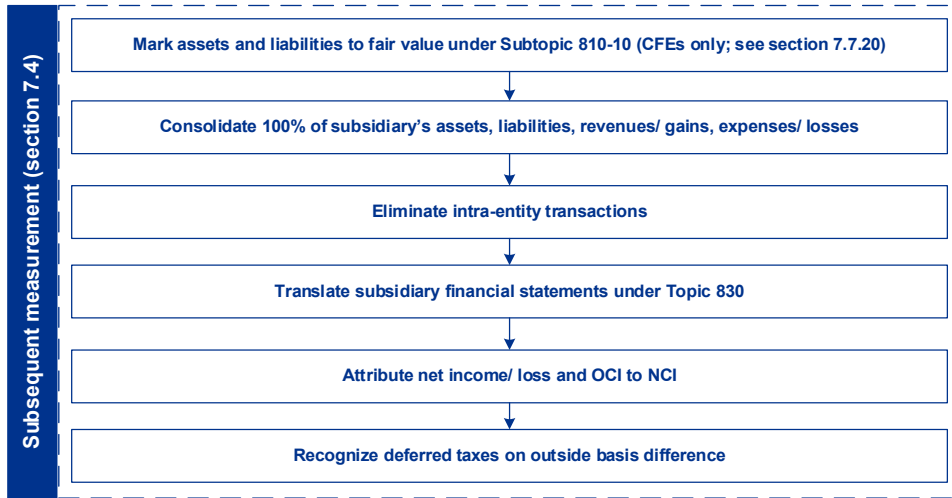 Subsequent measurement (section 7.4)
Mark assets and liabilities to fair value under Subtopic 810-10 (CFEs only; see section 7.7.20)
Consolidate 100% of subsidiary's assets, liabilities, revenues/ gains, expenses/ losses
Eliminate intra-entity transactions
Translate subsidiary financial statements under Topic 830
Attribute net income/ loss and OCI to NCI
Recognize deferred taxes on outside basis difference